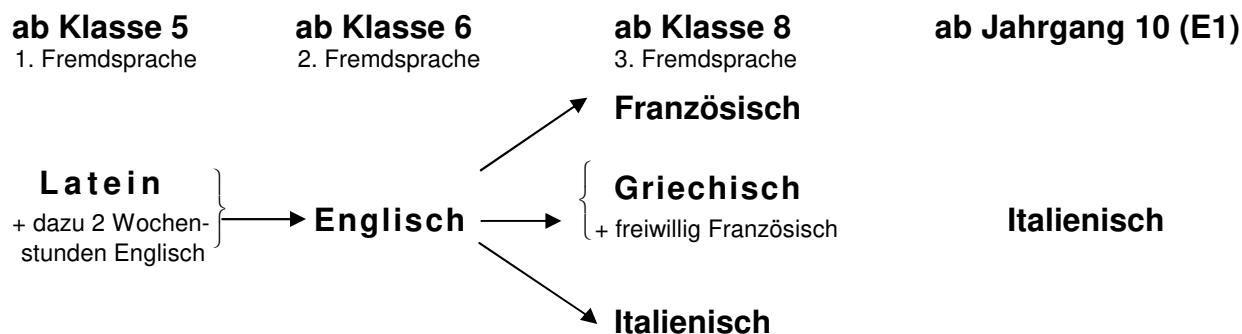 ab Klasse 5
1. Fremdsprache
ab Klasse 6
2. Fremdsprache
ab Klasse 8
3. Fremdsprache
ab Jahrgang 10 (E1)
Latein
+ dazu 2 Wochen-
stunden Englisch
Englisch
Französisch
Griechisch
+ freiwillig Französisch
Italienisch
Italienisch